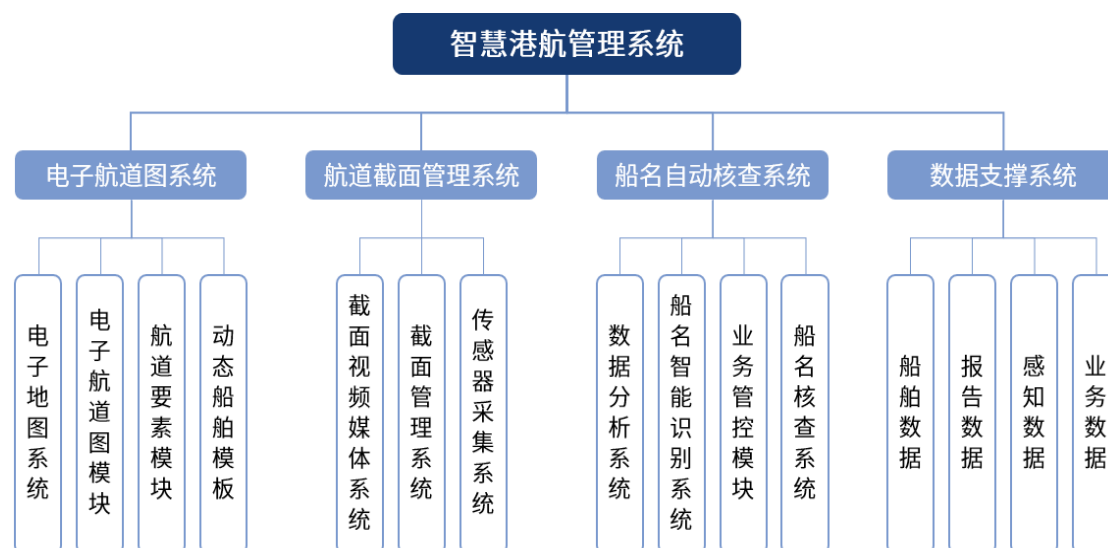 智慧港航管理系统
电子航道图系统
航道截面管理系统
船名自动核查系统
数据支撑系统
电子地图系统
电子航道图模块
航道要素模块
动态船舶模板
截面视频媒体系统
截面管理系统
传感器采集系统
数据分析系统
船名智能识别系统
业务管控模块
船名核查系统
船舶数据
报告数据
感知数据
业务数据